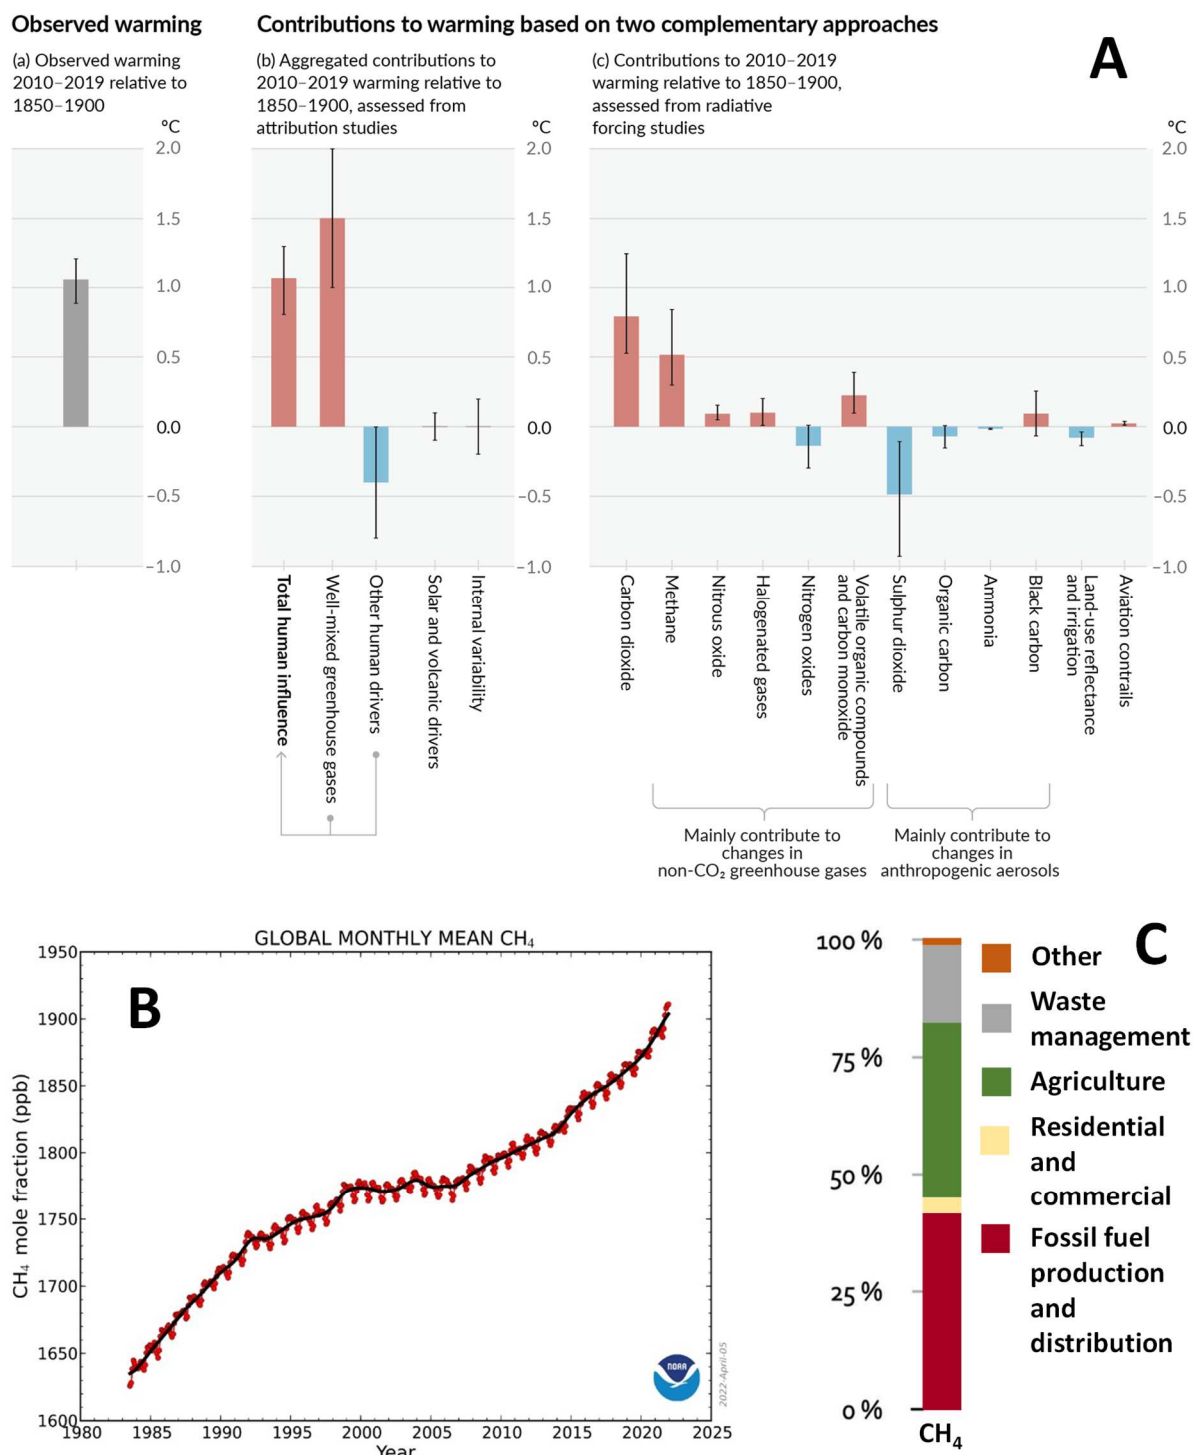 Observed warming
Contributions to warming based on two complementary approaches
A
(a) Observed warming
2010–2019 relative to
1850–1900
(b) Aggregated contributions to
2010–2019 warming relative to
1850–1900, assessed from
attribution studies
(c) Contributions to 2010–2019
warming relative to 1850–1900,
assessed from radiative
forcing studies
°C
2.0
1.5
1.0
0.5
0.0
–0.5
–1.0
°C
2.0
1.5
1.0
0.5
0.0
–0.5
–1.0
°C
2.0
1.5
1.0
0.5
0.0
–0.5
–1.0
Total human influence
Well-mixed greenhouse gases
Other human drivers
Solar and volcanic drivers
Internal variability
Carbon dioxide
Methane
Nitrous oxide
Halogenated gases
Nitrogen oxides
Volatile organic compounds
and carbon monoxide
Sulphur dioxide
Organic carbon
Ammonia
Black carbon
Land-use reflectance
and irrigation
Aviation contrails
Mainly contribute to
changes in
non-CO₂ greenhouse gases
Mainly contribute to
changes in
anthropogenic aerosols
GLOBAL MONTHLY MEAN CH₄
B
CH₄ mole fraction (ppb)
1950
1900
1850
1800
1750
1700
1650
1600
1980
1985
1990
1995
2000
2005
2010
2015
2020
2025
Year
NOAA
2022-April-05
C
100 %
75 %
50 %
25 %
0 %
CH₄
Other
Waste
management
Agriculture
Residential
and
commercial
Fossil fuel
production
and
distribution